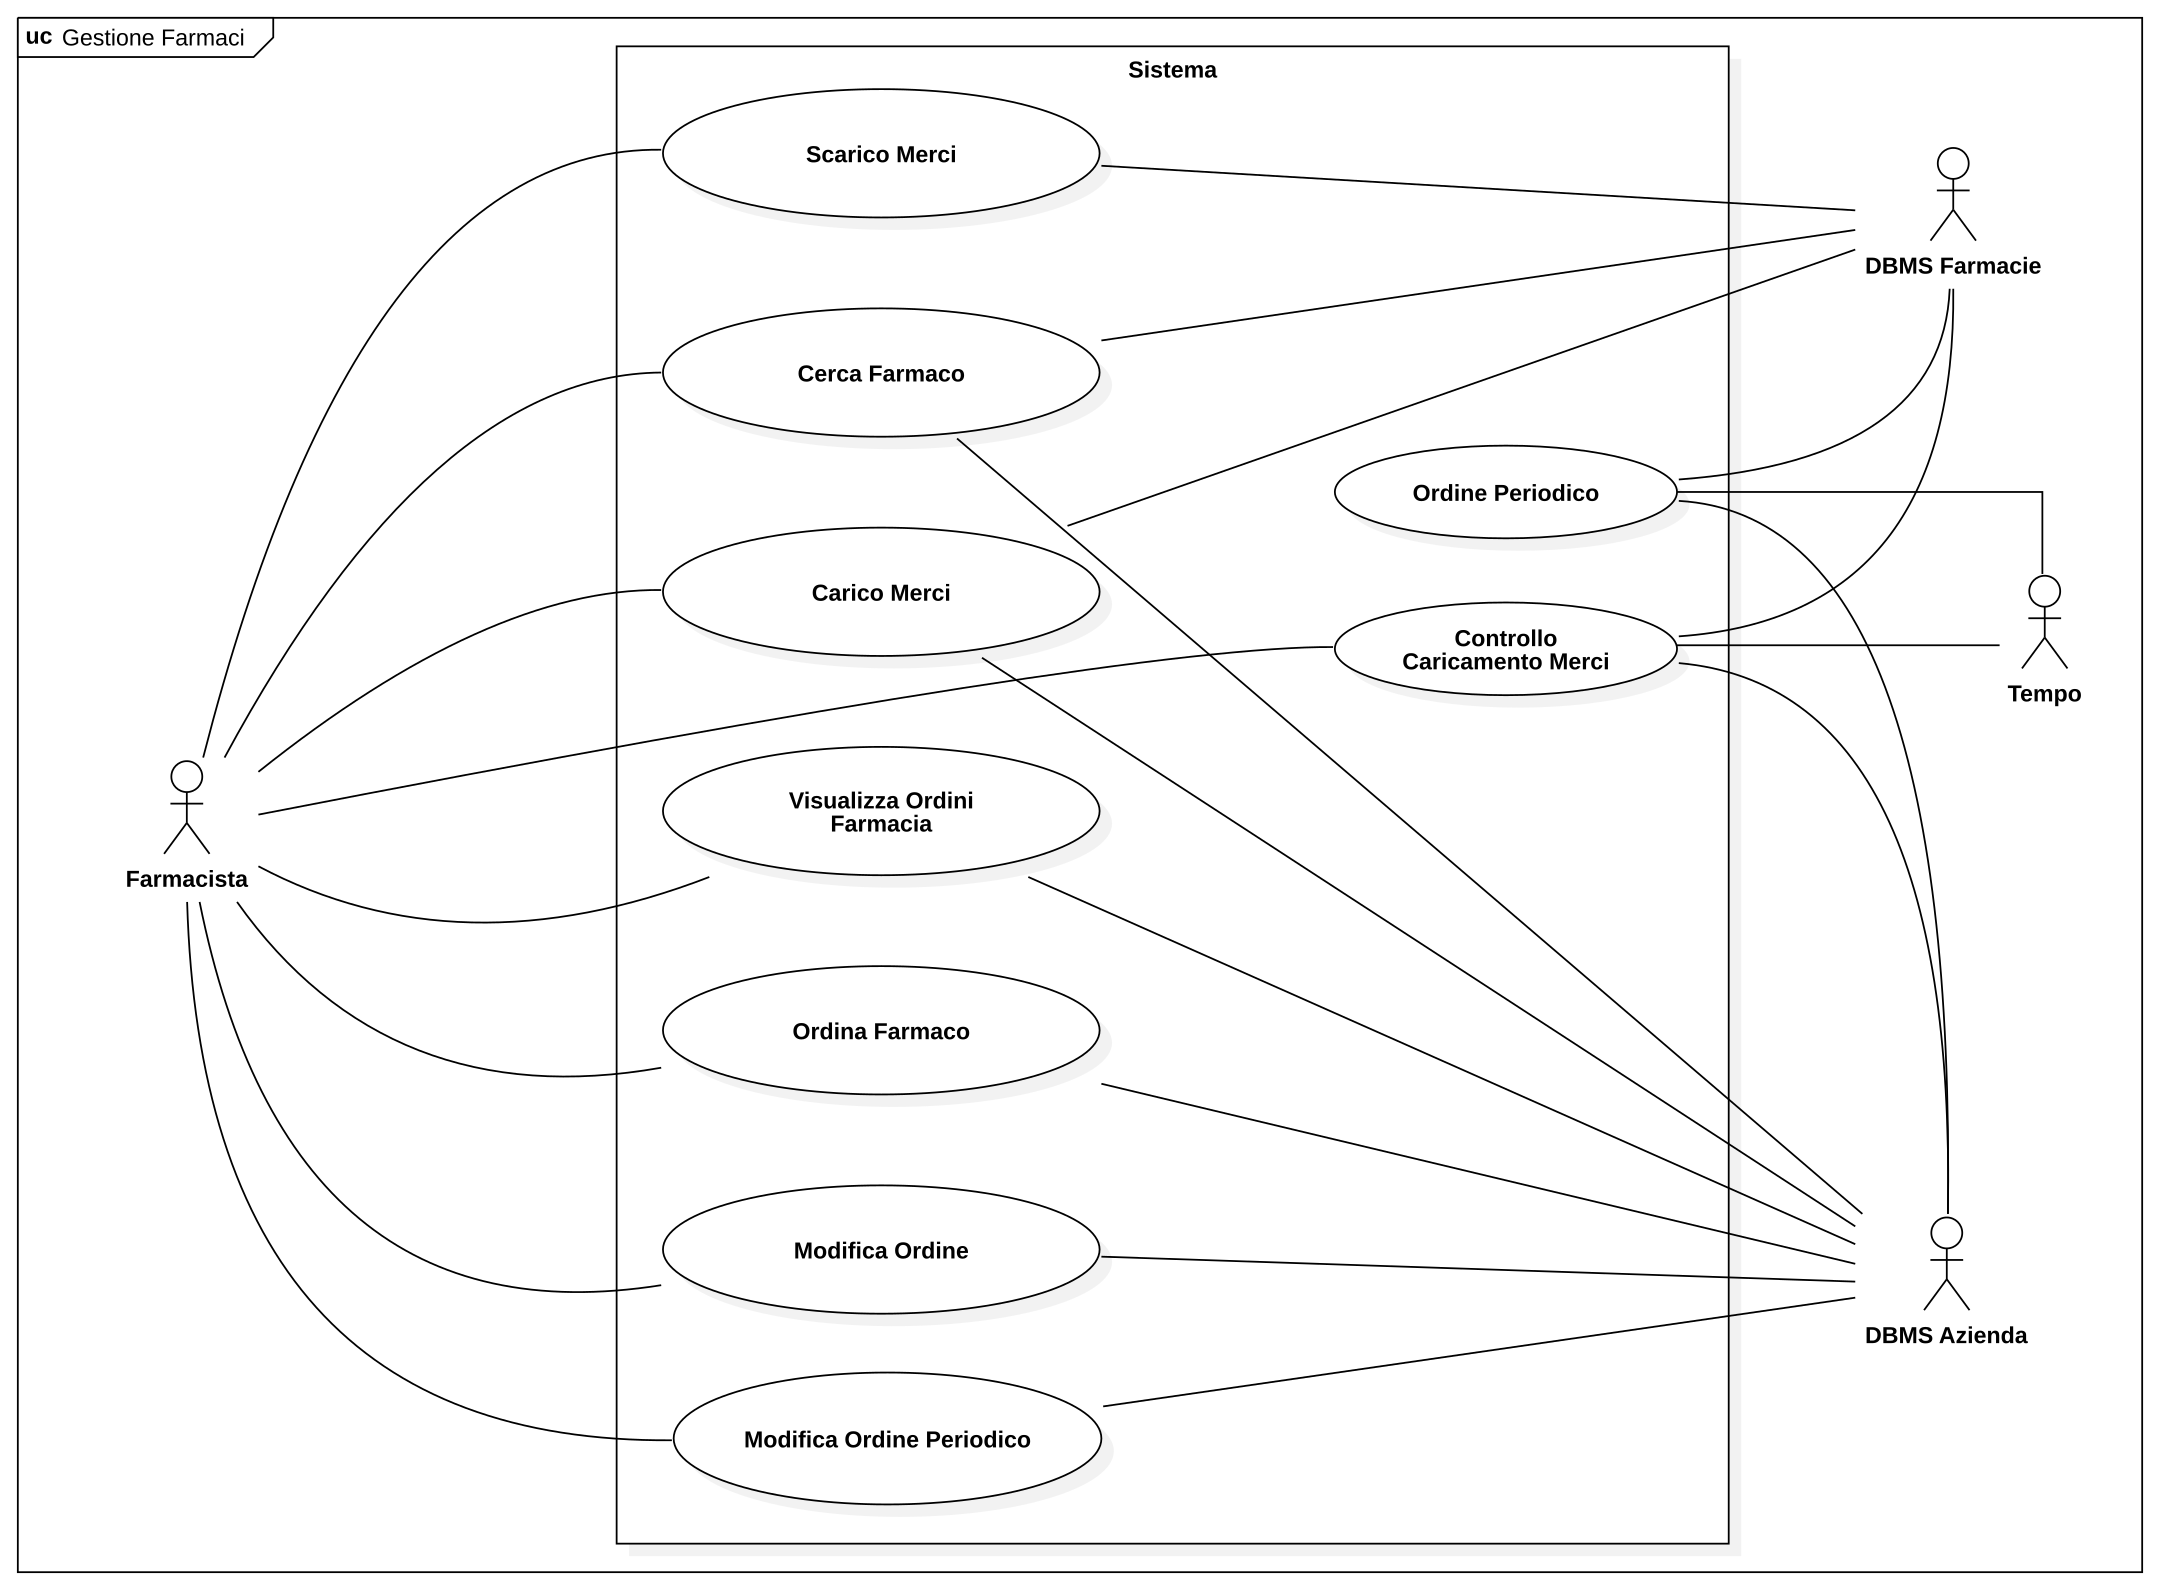 uc Gestione Farmaci
Sistema
Scarico Merci
DBMS Farmacie
Cerca Farmaco
Ordine Periodico
Carico Merci
Controllo
Caricamento Merci
Tempo
Visualizza Ordini
Farmacia
Farmacista
Ordina Farmaco
Modifica Ordine
DBMS Azienda
Modifica Ordine Periodico